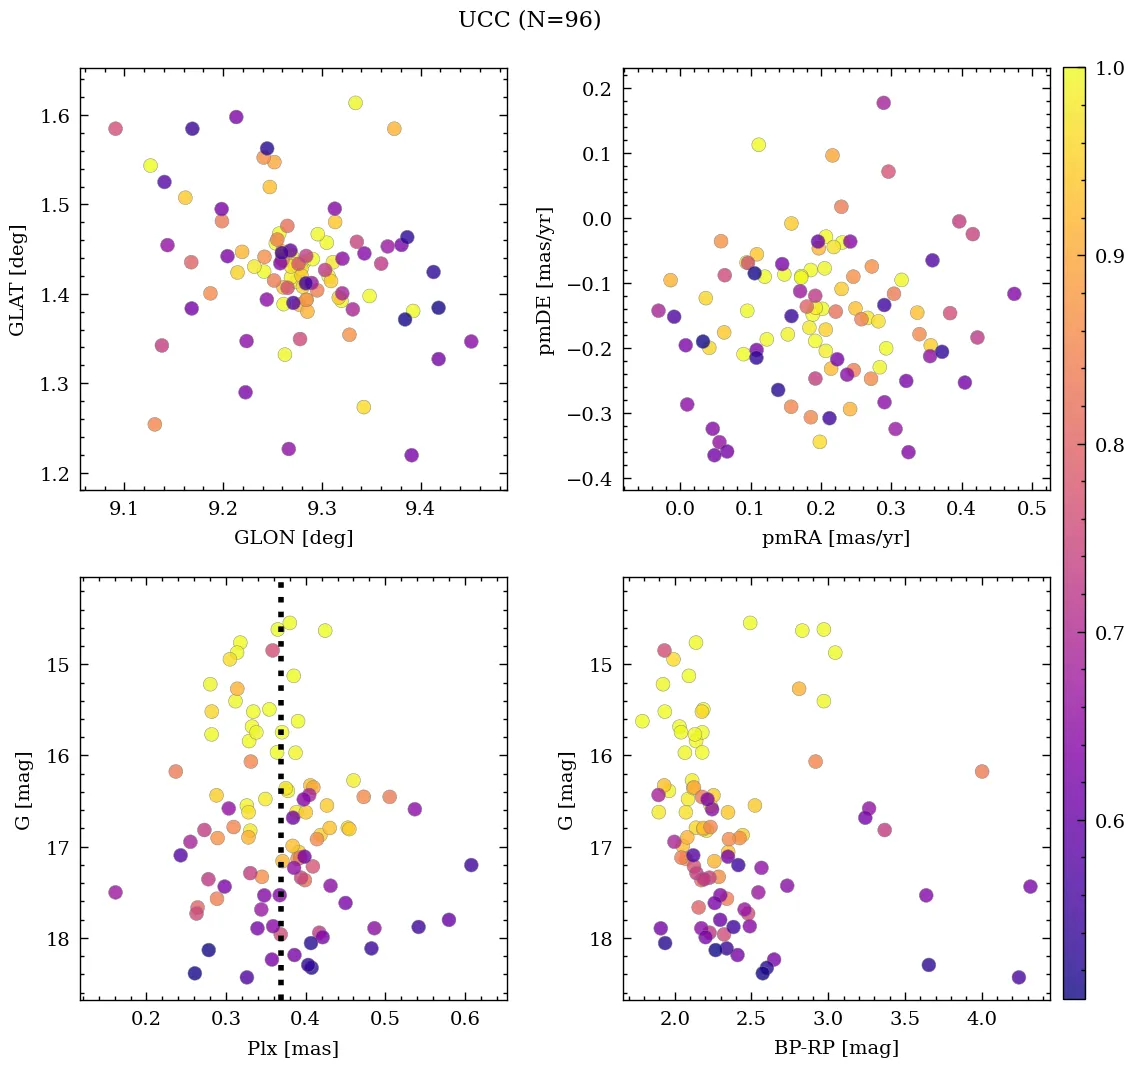 UCC (N=96)
1.6
1.5
1.4
1.3
1.2
GLAT [deg]
9.1 9.2 9.3 9.4
GLON [deg]
0.2
0.1
0.0
−0.1
−0.2
−0.3
−0.4
pmDE [mas/yr]
0.0 0.1 0.2 0.3 0.4 0.5
pmRA [mas/yr]
15
16
17
18
G [mag]
0.2 0.3 0.4 0.5 0.6
Plx [mas]
15
16
17
18
G [mag]
2.0 2.5 3.0 3.5 4.0
BP-RP [mag]
1.0
0.9
0.8
0.7
0.6